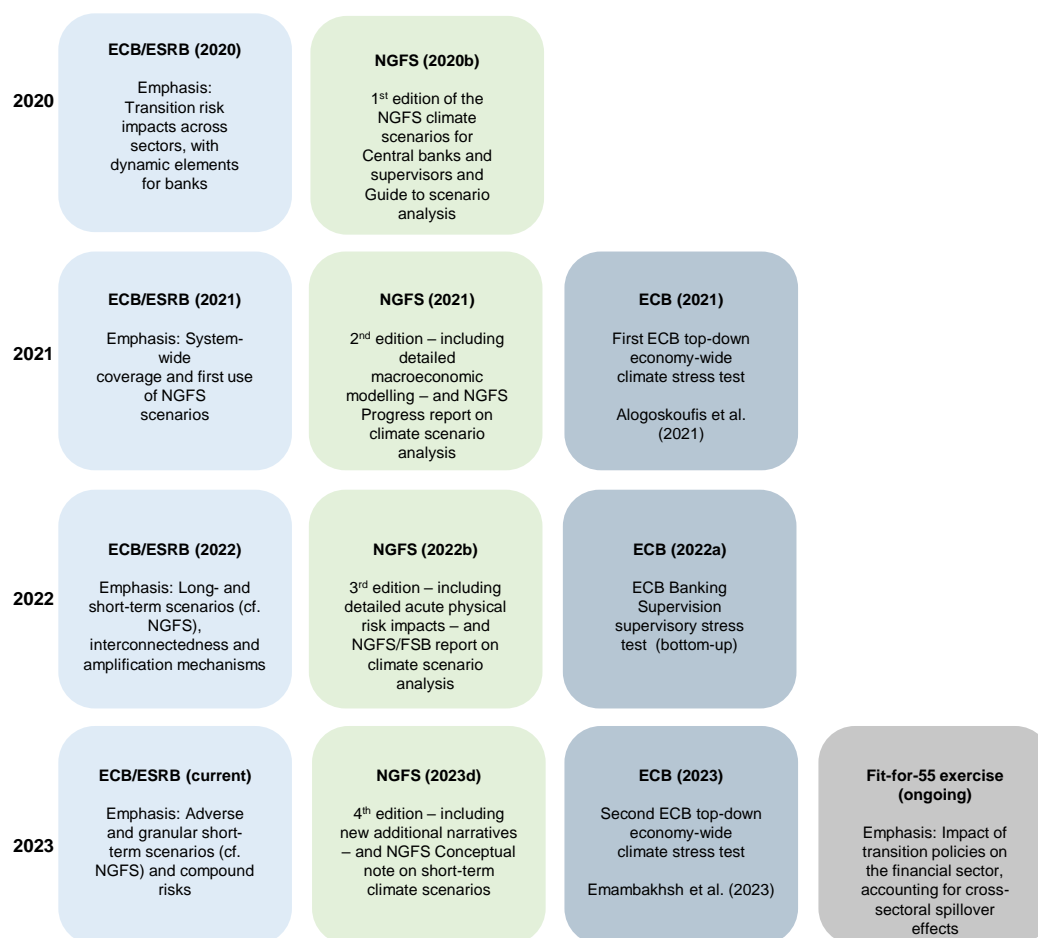 2020
ECB/ESRB (2020)
Emphasis:
Transition risk
impacts across
sectors, with
dynamic elements
for banks
NGFS (2020b)
1st edition of the
NGFS climate
scenarios for
Central banks and
supervisors and
Guide to scenario
analysis
2021
ECB/ESRB (2021)
Emphasis: System-
wide
coverage and first use
of NGFS
scenarios
NGFS (2021)
2nd edition – including
detailed
macroeconomic
modelling – and NGFS
Progress report on
climate scenario
analysis
ECB (2021)
First ECB top-down
economy-wide
climate stress test
Alogoskoufis et al.
(2021)
2022
ECB/ESRB (2022)
Emphasis: Long- and
short-term scenarios (cf.
NGFS),
interconnectedness and
amplification mechanisms
NGFS (2022b)
3rd edition – including
detailed acute physical
risk impacts – and
NGFS/FSB report on
climate scenario
analysis
ECB (2022a)
ECB Banking
Supervision
supervisory stress
test (bottom-up)
2023
ECB/ESRB (current)
Emphasis: Adverse
and granular short-
term scenarios (cf.
NGFS) and compound
risks
NGFS (2023d)
4th edition – including
new additional narratives
– and NGFS Conceptual
note on short-term
climate scenarios
ECB (2023)
Second ECB top-down
economy-wide
climate stress test
Emambakhsh et al. (2023)
Fit-for-55 exercise
(ongoing)
Emphasis: Impact of
transition policies on
the financial sector,
accounting for cross-
sectoral spillover
effects